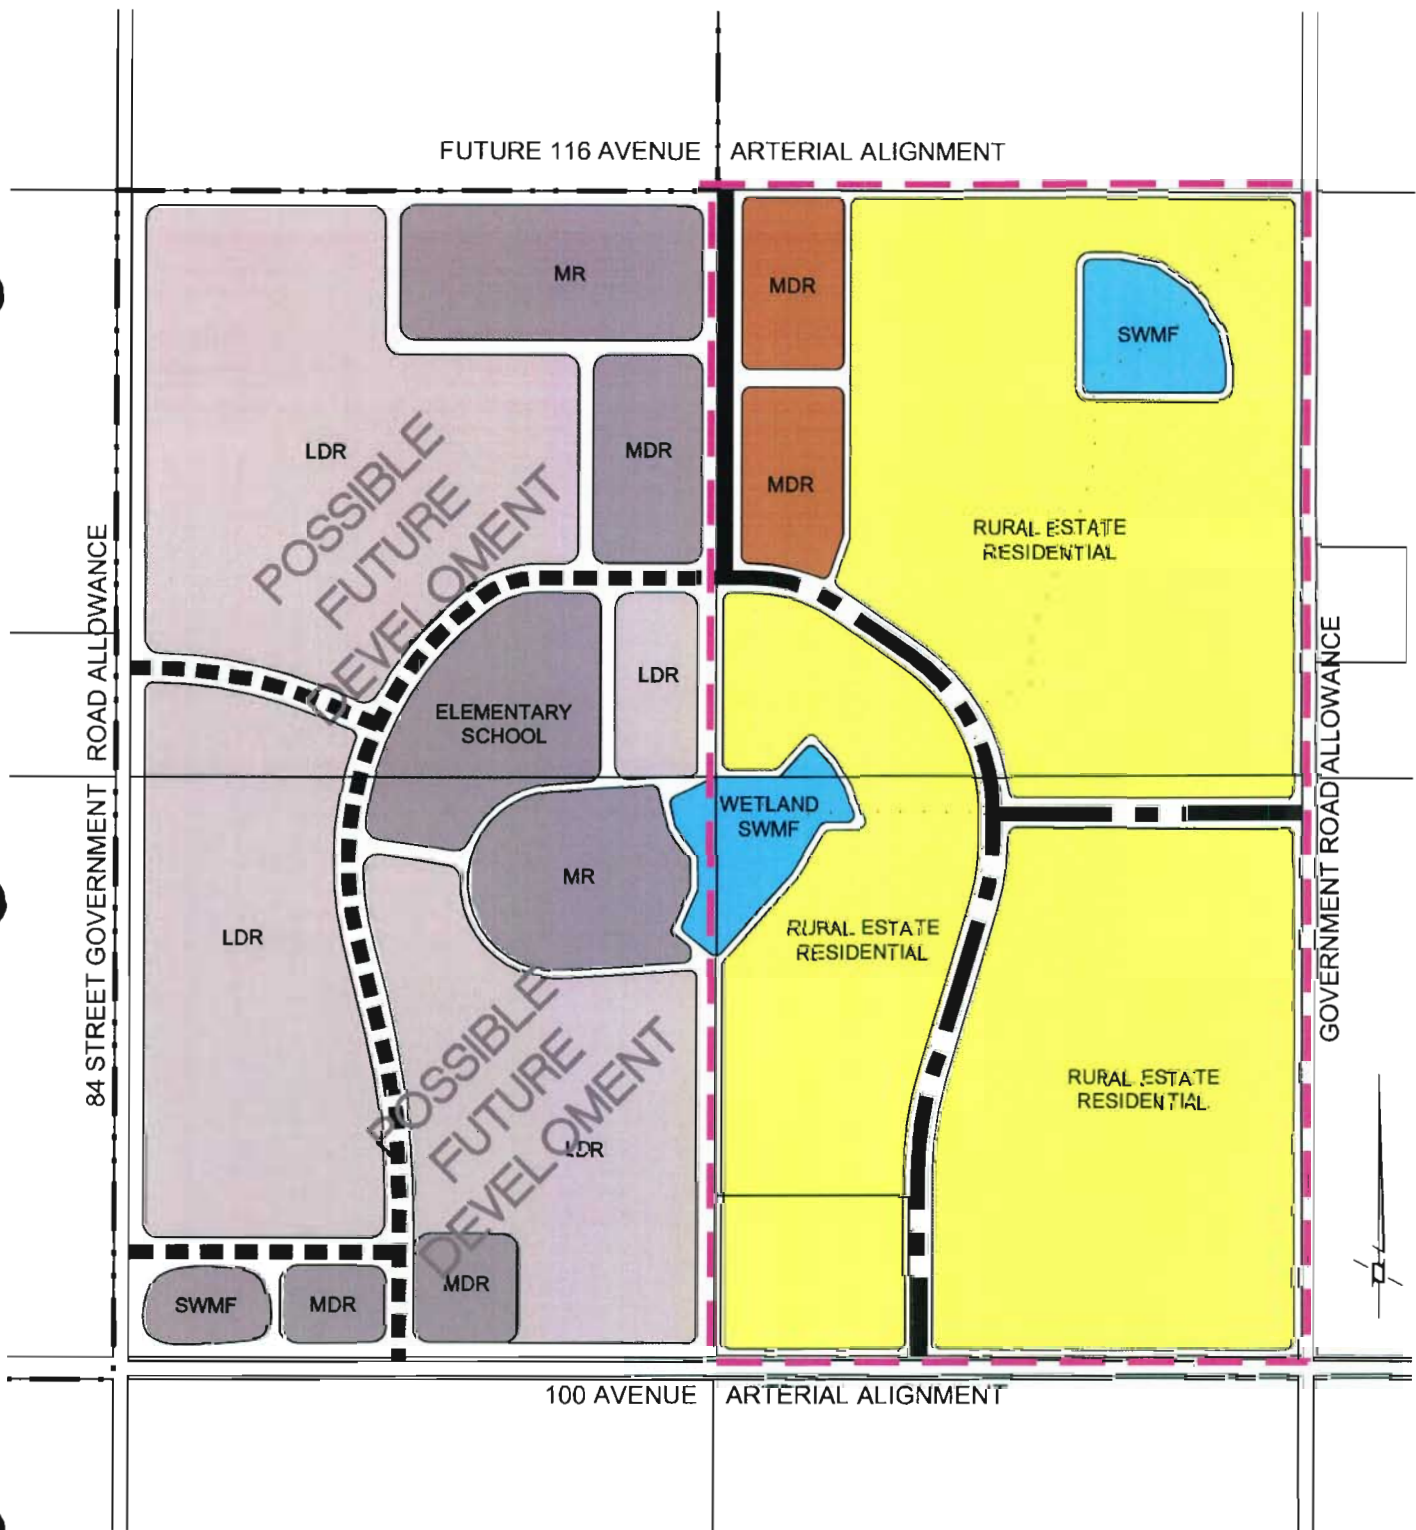 FUTURE 116 AVENUE ARTERIAL ALIGNMENT
MR
MDR
SWMF
LDR
MDR
MDR
POSSIBLE
FUTURE
DEVELOMENT
RURAL ESTATE
RESIDENTIAL
84 STREET GOVERNMENT ROAD ALLOWANCE
GOVERNMENT ROAD ALLOWANCE
LDR
ELEMENTARY
SCHOOL
WETLAND
SWMF
MR
LDR
RURAL ESTATE
RESIDENTIAL
POSSIBLE
FUTURE
DEVELOMENT
RURAL ESTATE
RESIDENTIAL
LDR
MDR
SWMF
MDR
100 AVENUE ARTERIAL ALIGNMENT